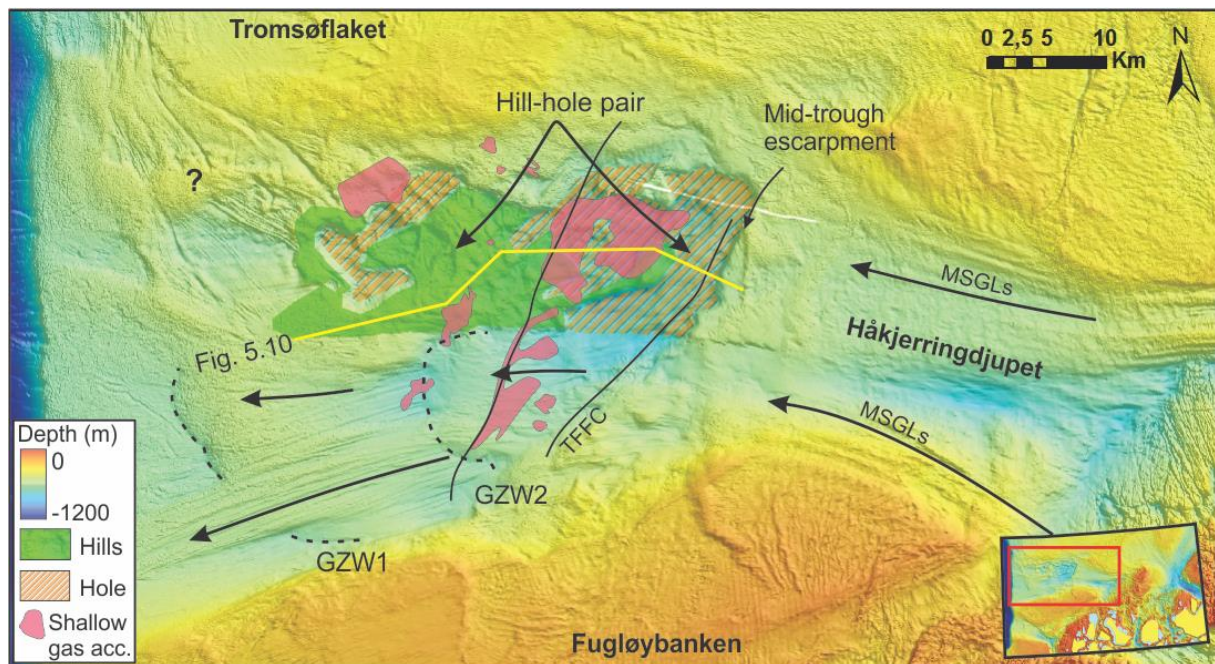 Tromsøflaket
0 2,5 5 10
Km
N
Hill-hole pair
Mid-trough
escarpment
?
MSGLs
Håkjerringdjupet
Fig. 5.10
MSGLs
TFFC
GZW2
GZW1
Fugløybanken
Depth (m)
0
-1200
Hills
Hole
Shallow
gas acc.